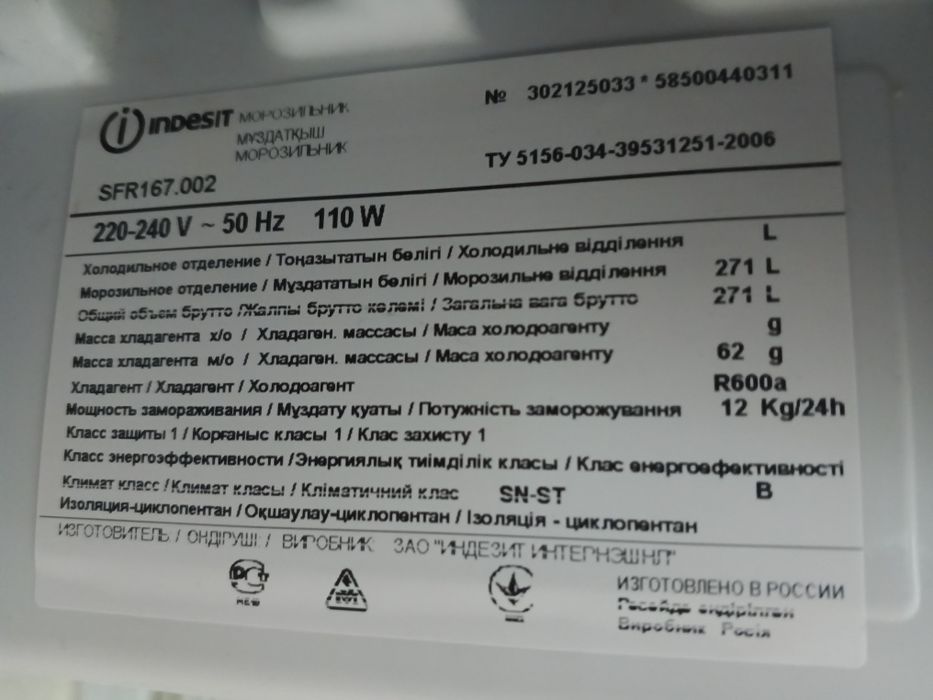 INDESIT МОРОЗИЛЬНИК
МҰЗДАТҚЫШ
МОРОЗИЛЬНИК
№ 302125033 * 58500440311
SFR167.002
ТУ 5156-034-39531251-2006
220-240 V ~ 50 Hz 110 W
Холодильное отделение / Тоңазытатын бөлігі / Холодильне відділення L
Морозильное отделение / Мұздататын бөлігі / Морозильне відділення 271 L
Общий объем брутто /Жалпы брутто көлемі / Загальна вага брутто 271 L
Масса хладагента х/о / Хладаген. массасы / Маса холодоагенту g
Масса хладагента м/о / Хладаген. массасы / Маса холодоагенту 62 g
Хладагент / Хладагент / Холодоагент R600a
Мощность замораживания / Мұздату қуаты / Потужність заморожування 12 Kg/24h
Класс защиты 1 / Корғаныс класы 1 / Клас захисту 1
Класс энергоэффективности /Энергиялық тиімділік класы / Клас енергоефективності B
Климат класс / Климат класы / Кліматичний клас SN-ST
Изоляция-циклопентан / Оқшаулау-циклопентан / Ізоляція - циклопентан
ИЗГОТОВИТЕЛЬ / ӨНДІРУШІ / ВИРОБНИК ЗАО "ИНДЕЗИТ ИНТЕРНЭШНЛ"
ИЗГОТОВЛЕНО В РОССИИ
Ресейде өндірілген
Виробник Росія